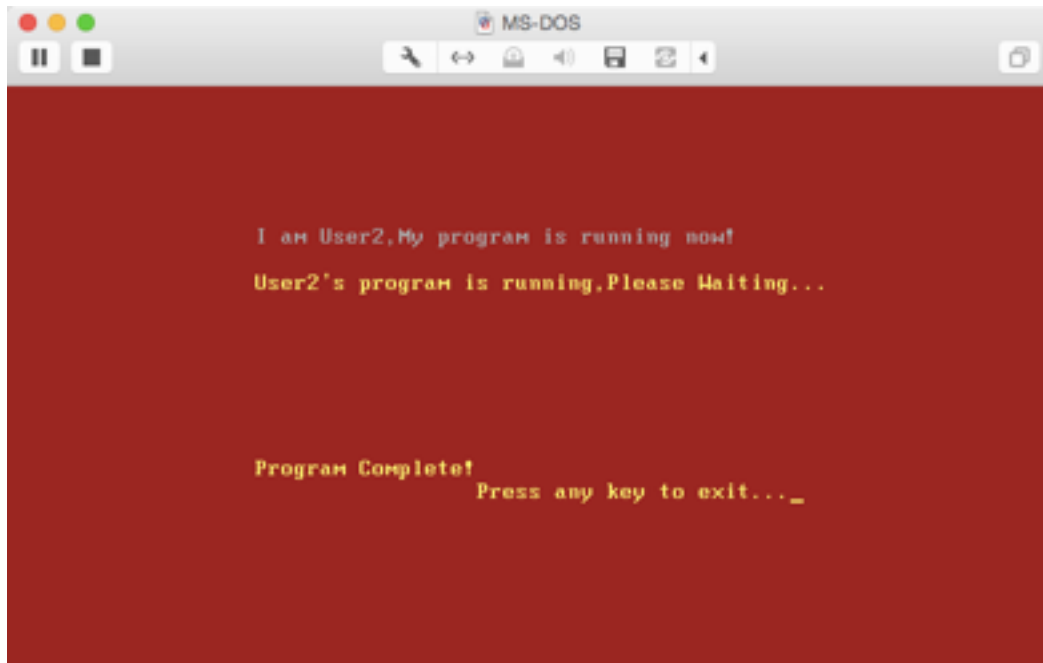 MS-DOS
I am User2,My program is running now!
User2's program is running,Please Waiting...
Program Complete!
Press any key to exit..._